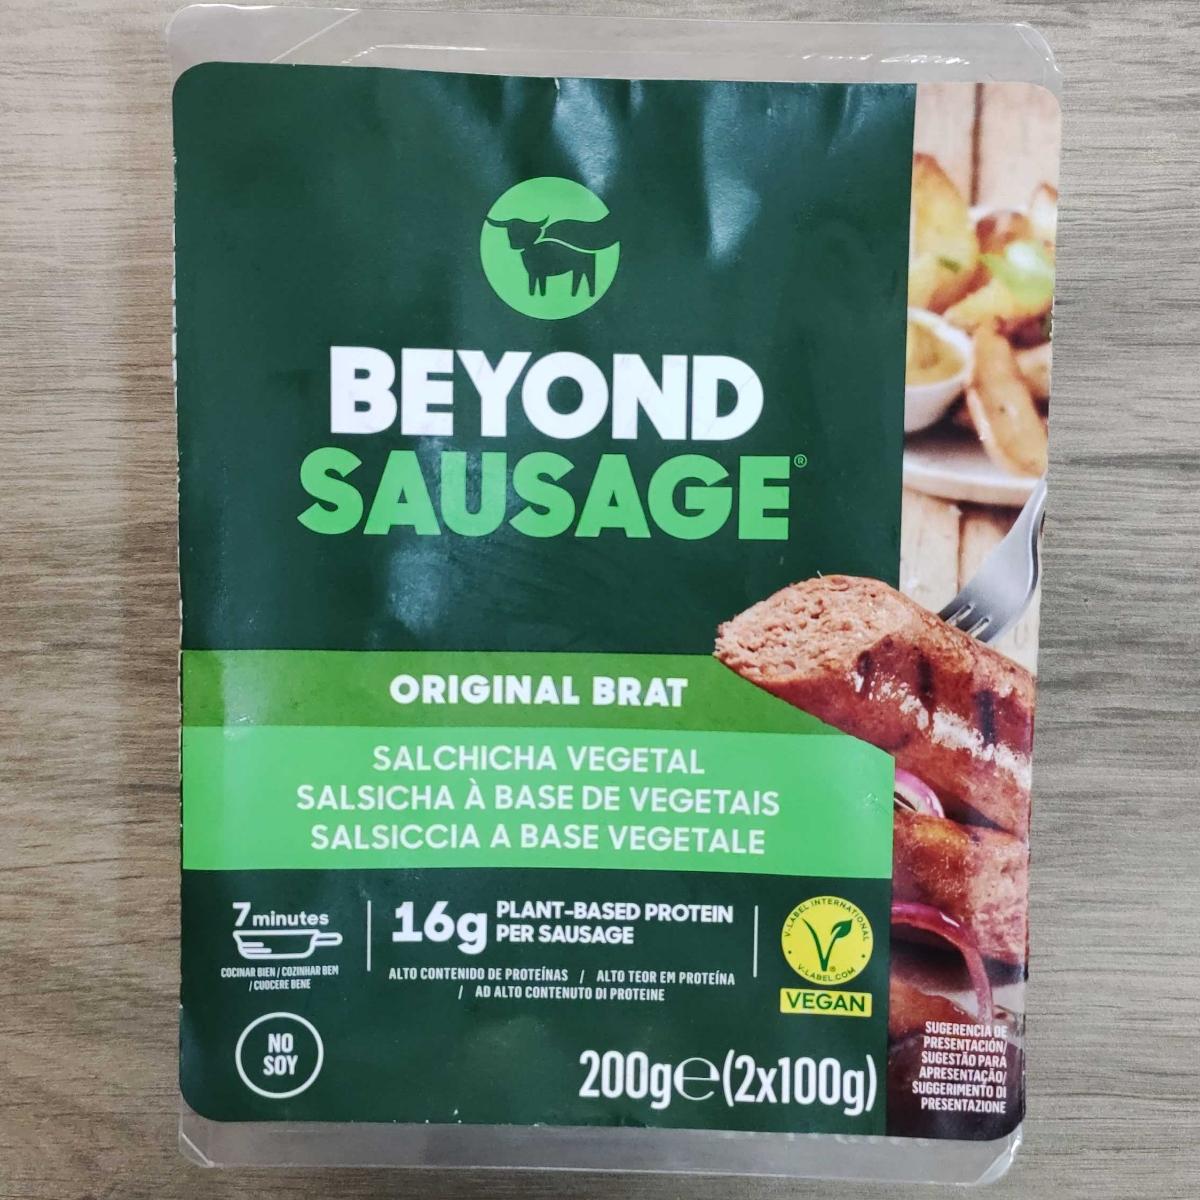 BEYOND
SAUSAGE®
ORIGINAL BRAT
SALCHICHA VEGETAL
SALSICHA À BASE DE VEGETAIS
SALSICCIA A BASE VEGETALE
7 minutes
COCINAR BIEN / COZINHAR BEM
/ CUOCERE BENE
16g PLANT-BASED PROTEIN
PER SAUSAGE
ALTO CONTENIDO DE PROTEÍNAS / ALTO TEOR EM PROTEÍNA
/ AD ALTO CONTENUTO DI PROTEINE
V-LABEL INTERNATIONAL
V-LABEL.COM
VEGAN
NO
SOY
200g℮(2x100g)
SUGERENCIA DE
PRESENTACIÓN/
SUGESTÃO PARA
APRESENTAÇÃO/
SUGGERIMENTO DI
PRESENTAZIONE